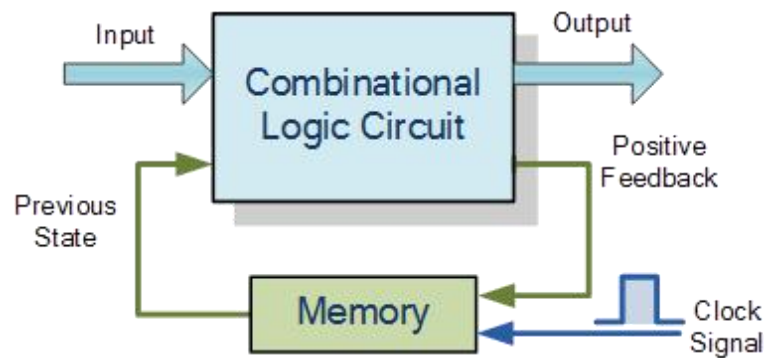 Input
Output
Combinational
Logic Circuit
Positive
Feedback
Previous
State
Memory
Clock
Signal